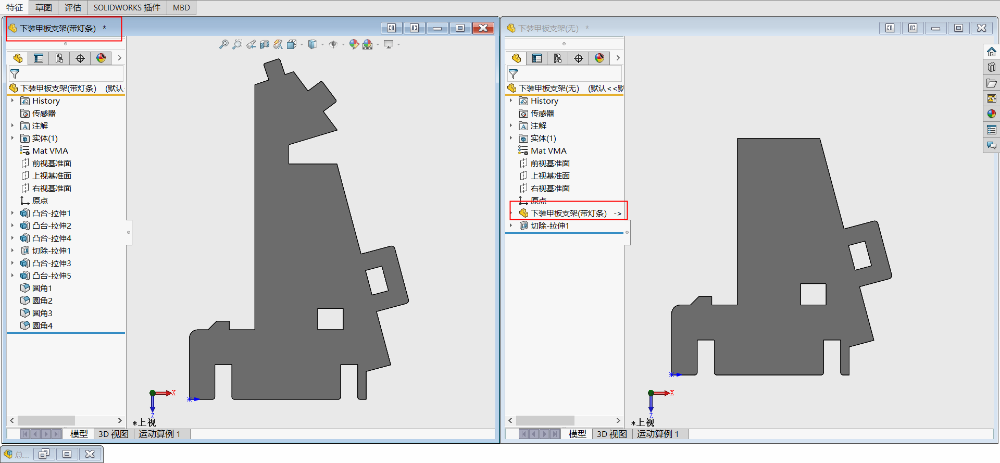 特征 草图 评估 SOLIDWORKS 插件 MBD
下装甲板支架(带灯条) *
下装甲板支架(带灯条) (默认
History
传感器
注解
实体(1)
Mat VMA
前视基准面
上视基准面
右视基准面
原点
凸台-拉伸1
凸台-拉伸2
凸台-拉伸4
切除-拉伸1
凸台-拉伸3
凸台-拉伸5
圆角1
圆角2
圆角3
圆角4
X
Z
*上视
模型 3D 视图 运动算例 1
下装甲板支架(无) *
下装甲板支架(无) (默认<<默
History
传感器
注解
实体(1)
Mat VMA
前视基准面
上视基准面
右视基准面
原点
下装甲板支架(带灯条) ->
切除-拉伸1
X
Z
*上视
模型 3D 视图 运动算例 1
总...